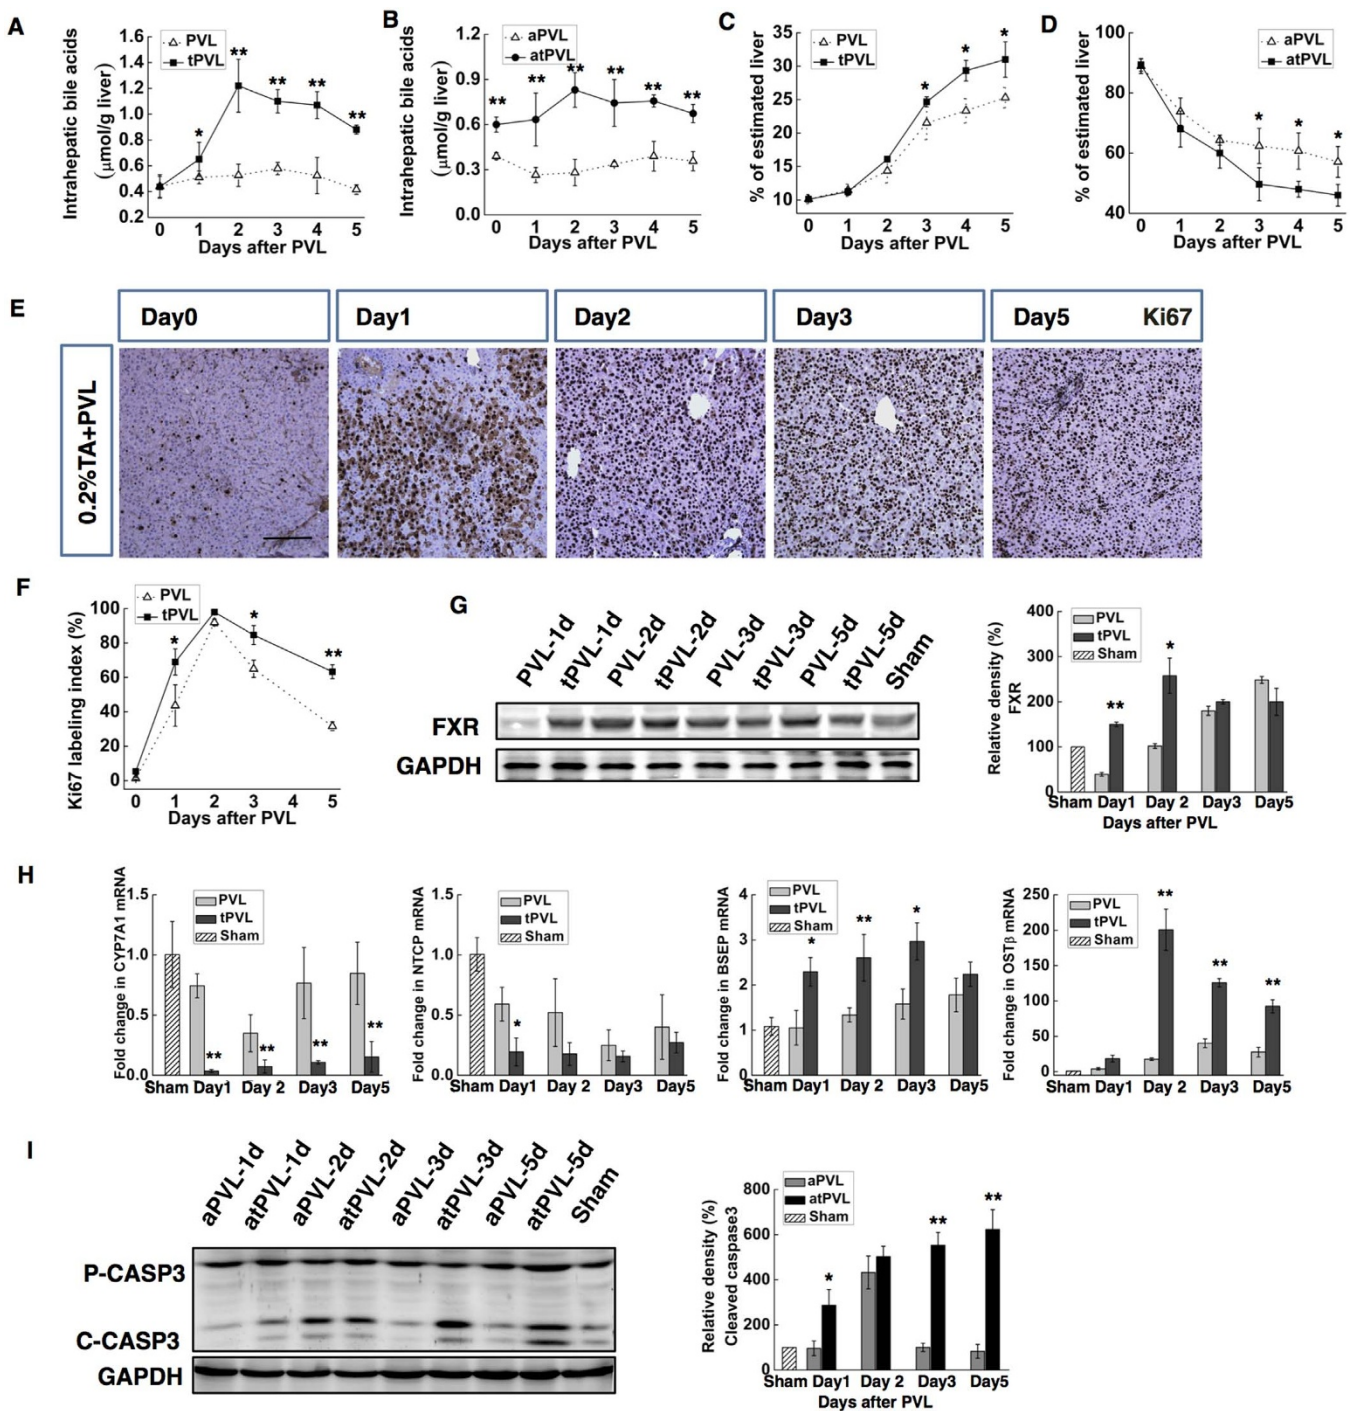 A
PVL
tPVL
Intrahepatic bile acids
(μmol/g liver)
1.6
1.4
1.2
1.0
0.8
0.6
0.4
0.2
*
**
**
**
**
0 1 2 3 4 5
Days after PVL
B
aPVL
atPVL
Intrahepatic bile acids
(μmol/g liver)
1.2
0.9
0.6
0.3
0.0
**
**
**
**
**
**
0 1 2 3 4 5
Days after PVL
C
PVL
tPVL
% of estimated liver
35
30
25
20
15
10
*
*
*
0 1 2 3 4 5
Days after PVL
D
aPVL
atPVL
% of estimated liver
100
80
60
40
*
*
*
0 1 2 3 4 5
Days after PVL
E
Day0
Day1
Day2
Day3
Day5 Ki67
0.2%TA+PVL
F
PVL
tPVL
Ki67 labeling index (%)
100
80
60
40
20
0
*
*
**
0 1 2 3 4 5
Days after PVL
G
PVL-1d
tPVL-1d
PVL-2d
tPVL-2d
PVL-3d
tPVL-3d
PVL-5d
tPVL-5d
Sham
FXR
GAPDH
Relative density (%)
FXR
400
300
200
100
0
PVL
tPVL
Sham
**
*
Sham Day1 Day 2 Day3 Day5
Days after PVL
H
Fold change in CYP7A1 mRNA
1.5
1.0
0.5
0.0
PVL
tPVL
Sham
**
**
**
**
Sham Day1 Day 2 Day3 Day5
Fold change in NTCP mRNA
1.5
1.0
0.5
0.0
PVL
tPVL
Sham
*
Sham Day1 Day 2 Day3 Day5
Fold change in BSEP mRNA
4
3
2
1
0
PVL
tPVL
Sham
*
**
*
Sham Day1 Day 2 Day3 Day5
Fold change in OSTβ mRNA
250
200
150
100
50
0
PVL
tPVL
Sham
**
**
**
Sham Day1 Day 2 Day3 Day5
I
aPVL-1d
atPVL-1d
aPVL-2d
atPVL-2d
aPVL-3d
atPVL-3d
aPVL-5d
atPVL-5d
Sham
P-CASP3
C-CASP3
GAPDH
Relative density (%)
Cleaved caspase3
800
600
400
200
0
aPVL
atPVL
Sham
*
**
**
Sham Day1 Day 2 Day3 Day5
Days after PVL